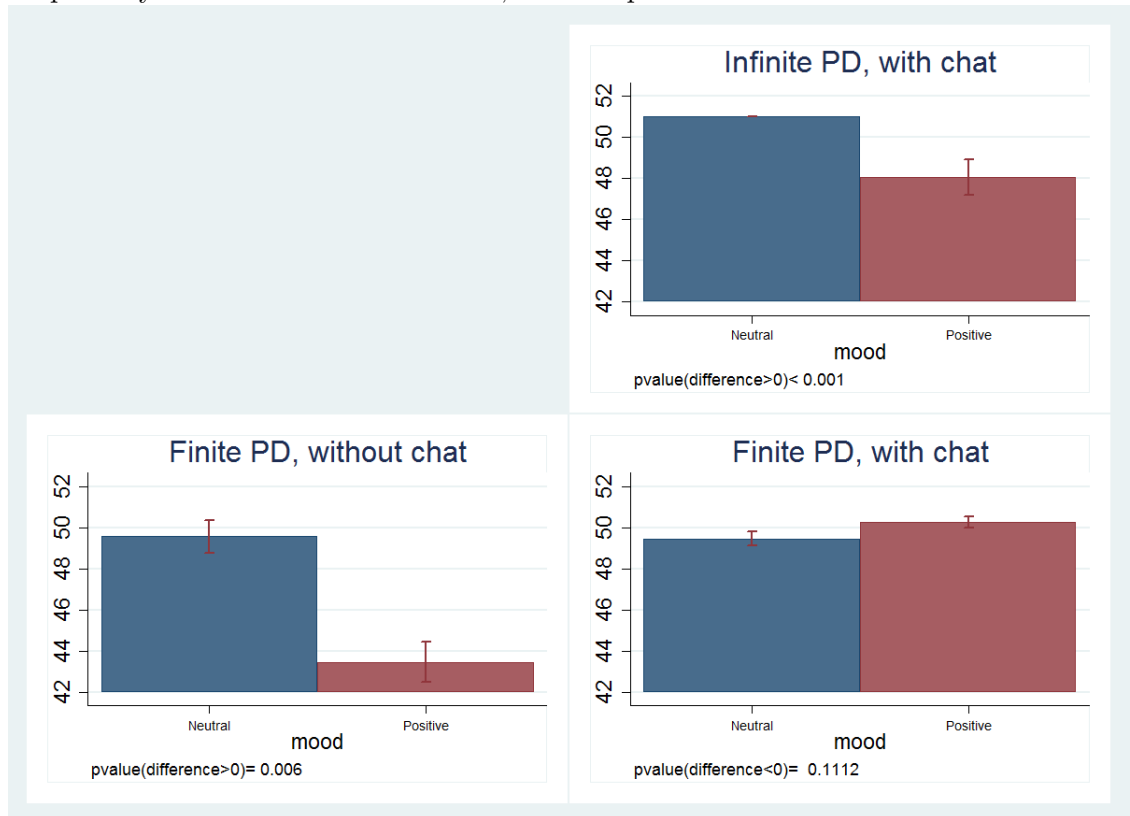 Infinite PD, with chat
52
50
48
46
44
42
Neutral Positive
mood
pvalue(difference>0)< 0.001
Finite PD, without chat
52
50
48
46
44
42
Neutral Positive
mood
pvalue(difference>0)= 0.006
Finite PD, with chat
52
50
48
46
44
42
Neutral Positive
mood
pvalue(difference<0)= 0.1112